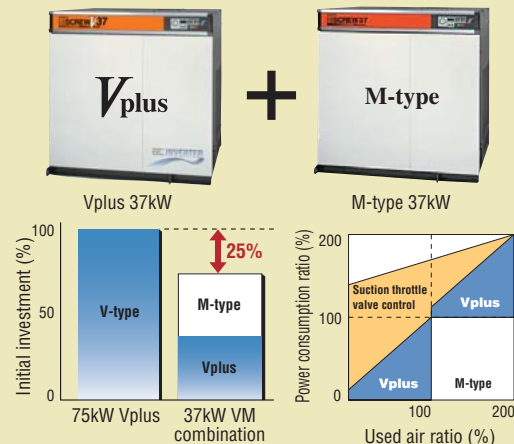 SCREW 37
SCREW 37
Vplus
+
M-type
INVERTER
Vplus 37kW
M-type 37kW
Initial investment (%)
100
50
0
25%
V-type
M-type
Vplus
75kW Vplus
37kW VM
combination
Power consumption ratio (%)
200
100
0
Suction throttle
valve control
Vplus
Vplus
M-type
100
200
Used air ratio (%)